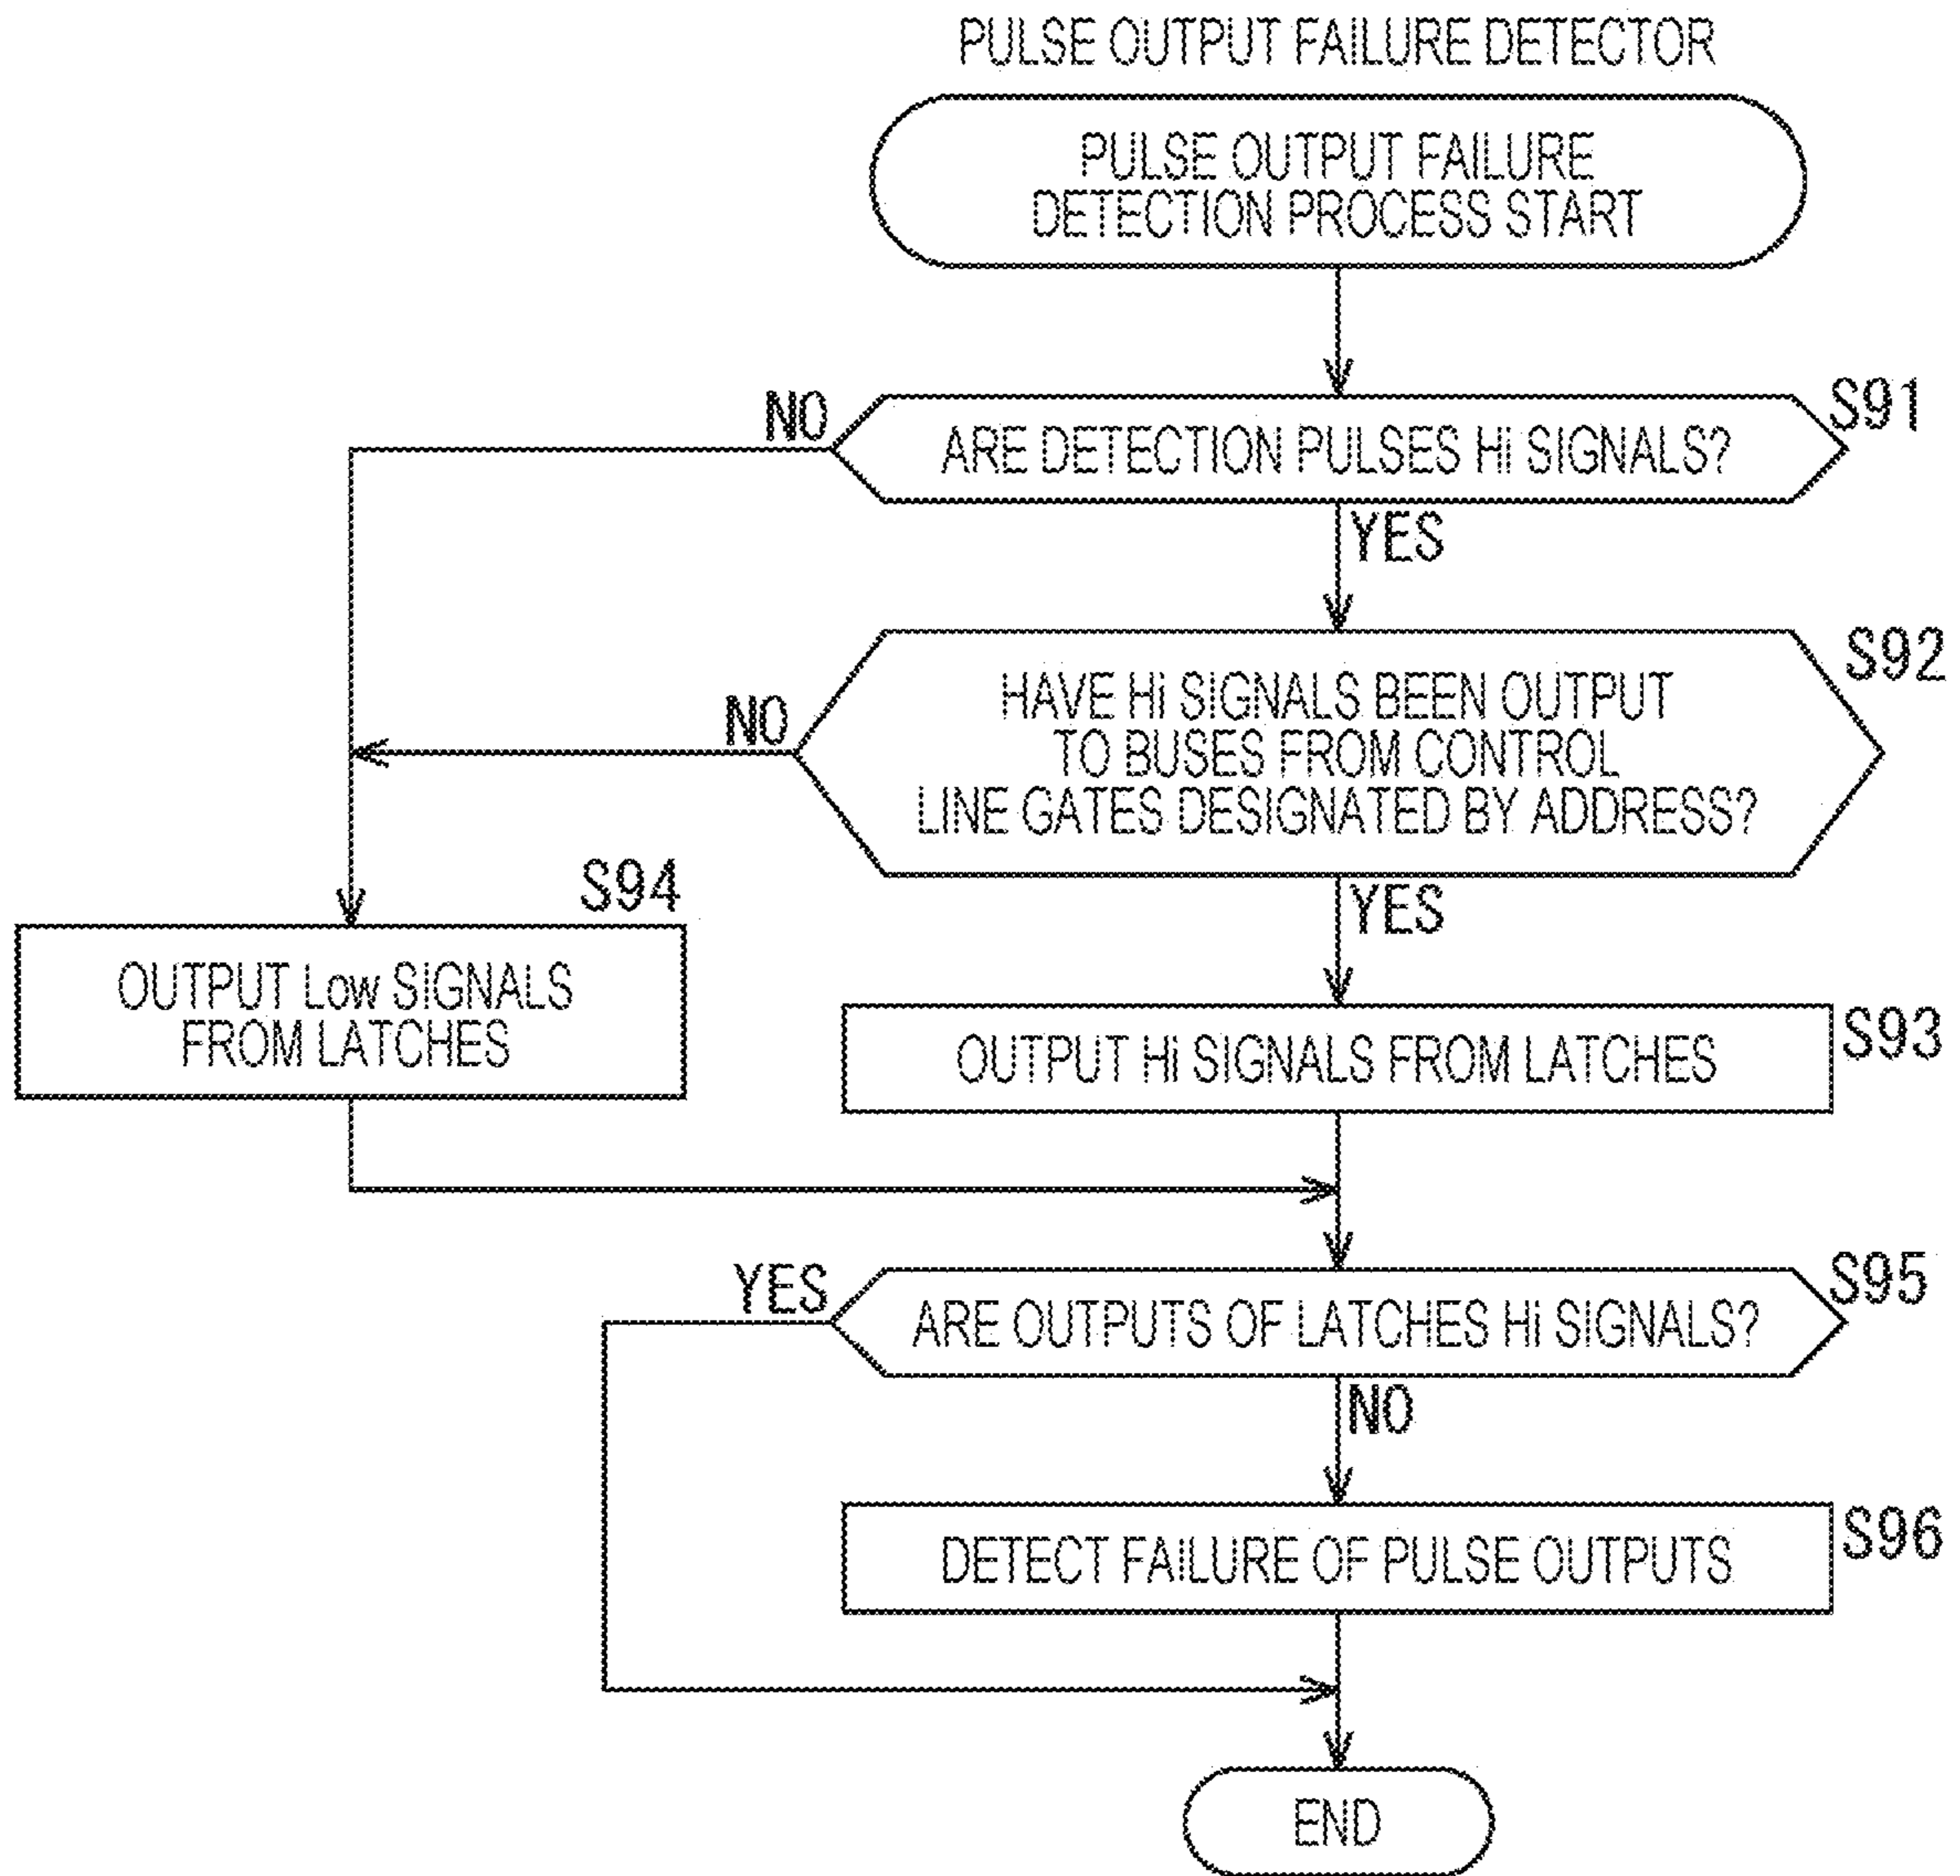 PULSE OUTPUT FAILURE DETECTOR
PULSE OUTPUT FAILURE
DETECTION PROCESS START
NO
S91
ARE DETECTION PULSES Hi SIGNALS?
YES
S92
NO
HAVE Hi SIGNALS BEEN OUTPUT
TO BUSES FROM CONTROL
LINE GATES DESIGNATED BY ADDRESS?
YES
S94
OUTPUT Low SIGNALS
FROM LATCHES
S93
OUTPUT Hi SIGNALS FROM LATCHES
YES
S95
ARE OUTPUTS OF LATCHES Hi SIGNALS?
NO
S96
DETECT FAILURE OF PULSE OUTPUTS
END